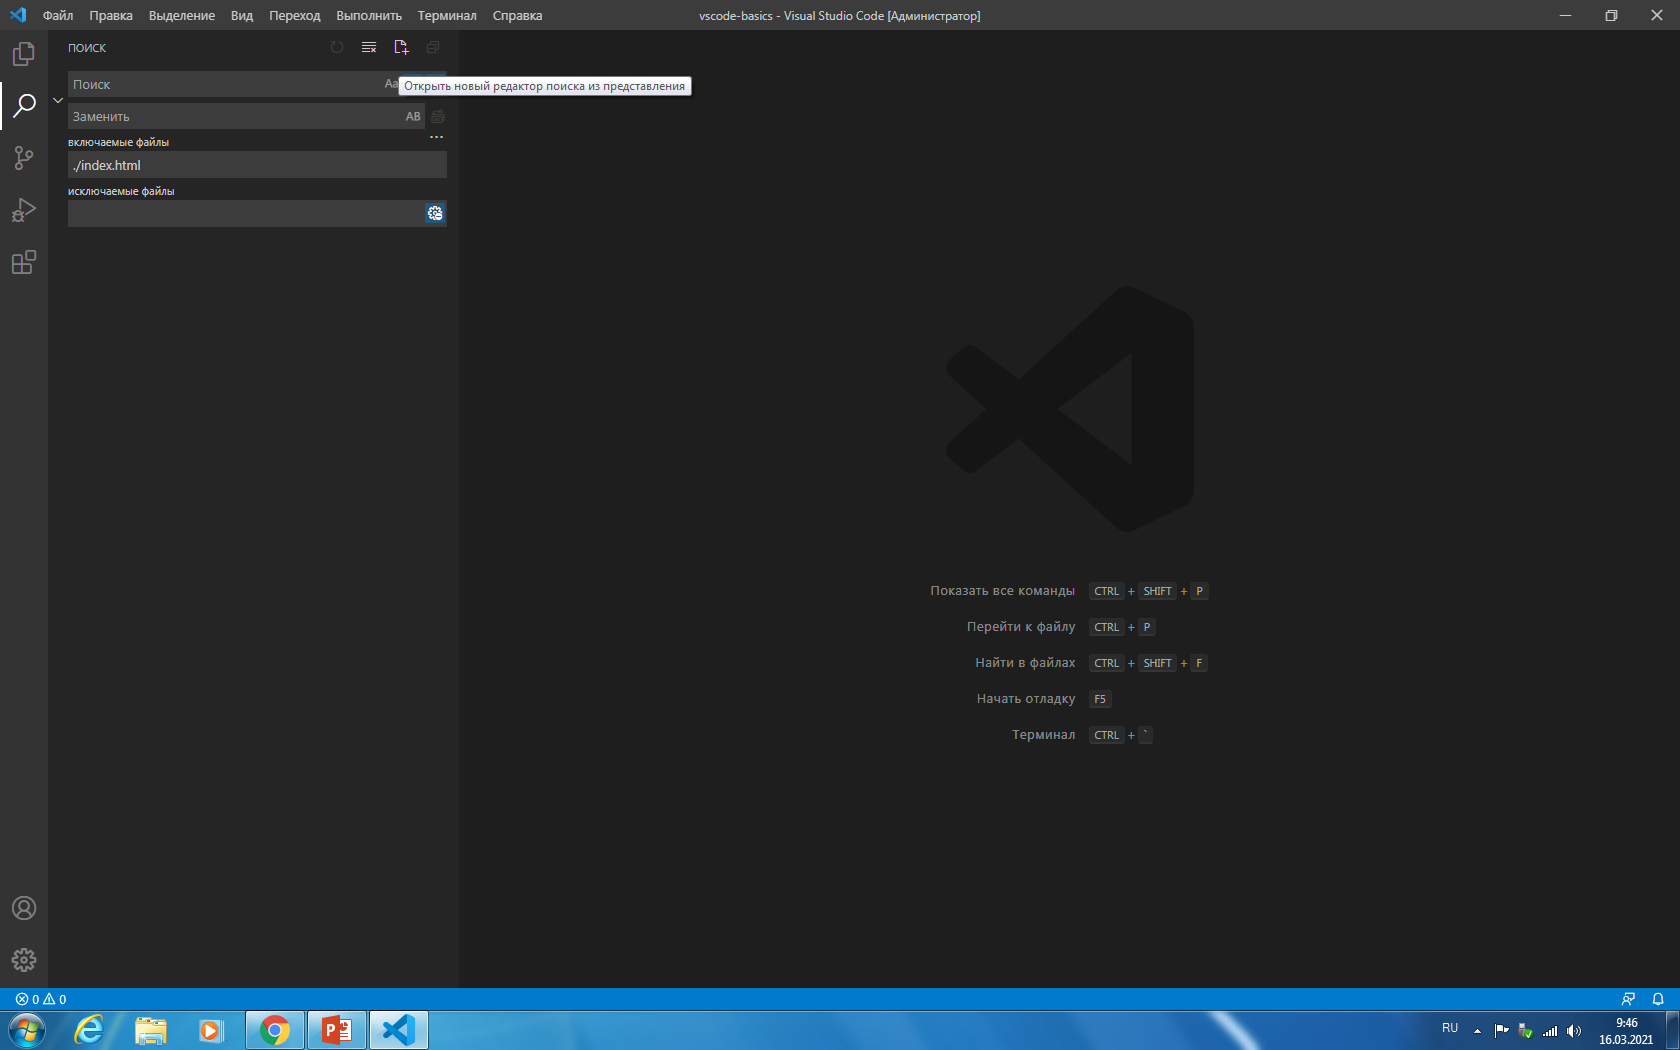 Файл Правка Выделение Вид Переход Выполнить Терминал Справка
vscode-basics - Visual Studio Code [Администратор]
ПОИСК
Поиск Aa
Открыть новый редактор поиска из представления
Заменить AB
включаемые файлы ...
./index.html
исключаемые файлы
Показать все команды CTRL + SHIFT + P
Перейти к файлу CTRL + P
Найти в файлах CTRL + SHIFT + F
Начать отладку F5
Терминал CTRL + `
0 0
RU
9:46
16.03.2021